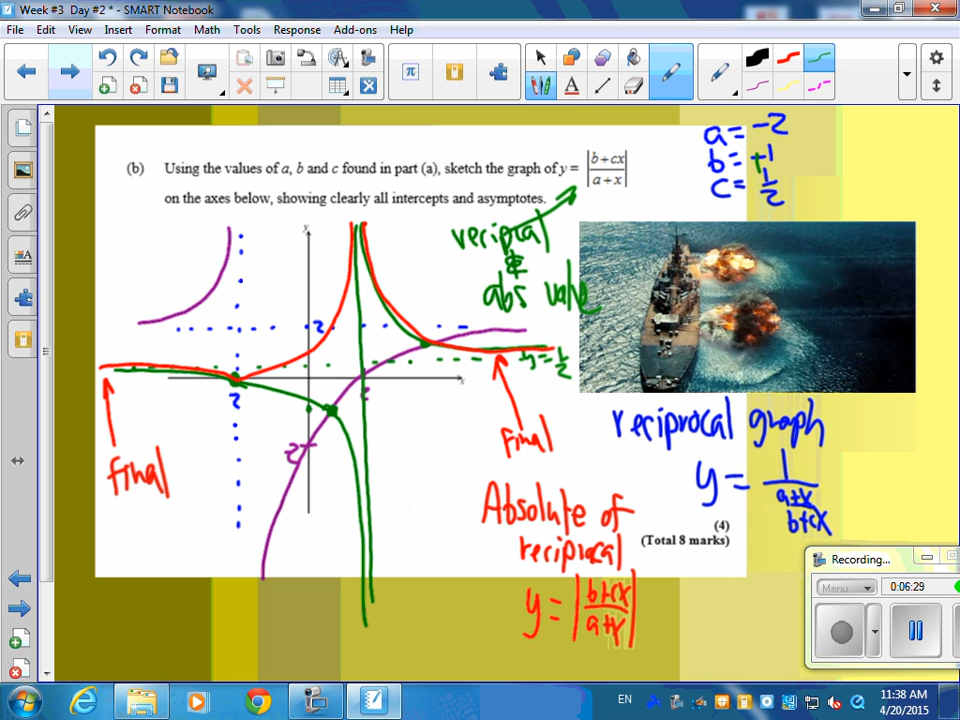 Week #3 Day #2 * - SMART Notebook
File Edit View Insert Format Math Tools Response Add-ons Help
(b) Using the values of a, b and c found in part (a), sketch the graph of y = |b+cx / a+x|
on the axes below, showing clearly all intercepts and asymptotes.
a = -2
b = +1
c = 1/2
reciprcal
&
abs value
y
x
2
y=1/2
2
2
final
final
reciprocal graph
y = 1 / (a+x / b+cx)
Absolute of
reciprocal
y = |b+cx / a+x|
(4)
(Total 8 marks)
Recording...
Menu
0:06:29
EN
11:38 AM
4/20/2015